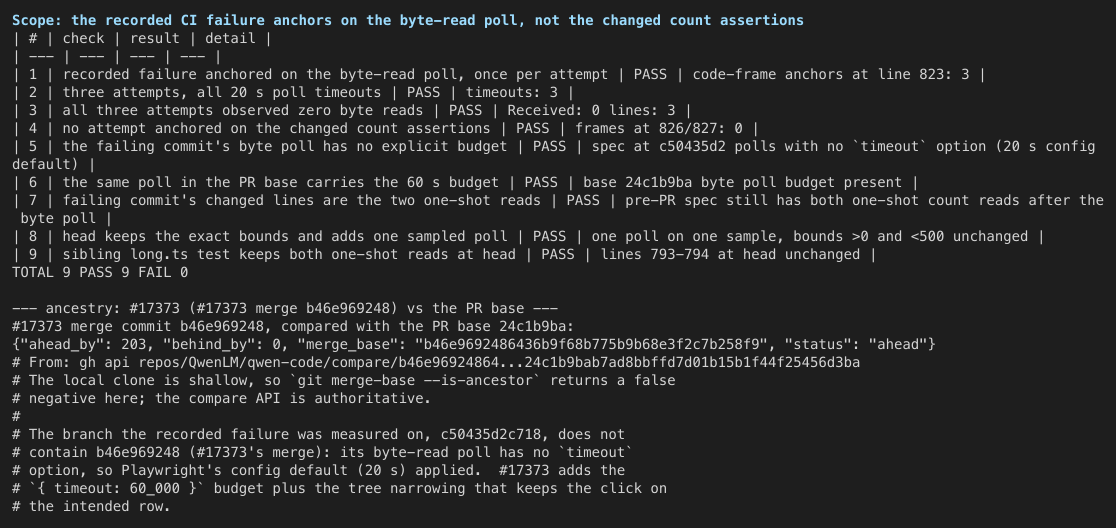 Scope: the recorded CI failure anchors on the byte-read poll, not the changed count assertions
| # | check | result | detail |
| --- | --- | --- | --- |
| 1 | recorded failure anchored on the byte-read poll, once per attempt | PASS | code-frame anchors at line 823: 3 |
| 2 | three attempts, all 20 s poll timeouts | PASS | timeouts: 3 |
| 3 | all three attempts observed zero byte reads | PASS | Received: 0 lines: 3 |
| 4 | no attempt anchored on the changed count assertions | PASS | frames at 826/827: 0 |
| 5 | the failing commit's byte poll has no explicit budget | PASS | spec at c50435d2 polls with no `timeout` option (20 s config
default) |
| 6 | the same poll in the PR base carries the 60 s budget | PASS | base 24c1b9ba byte poll budget present |
| 7 | failing commit's changed lines are the two one-shot reads | PASS | pre-PR spec still has both one-shot count reads after the
byte poll |
| 8 | head keeps the exact bounds and adds one sampled poll | PASS | one poll on one sample, bounds >0 and <500 unchanged |
| 9 | sibling long.ts test keeps both one-shot reads at head | PASS | lines 793-794 at head unchanged |
TOTAL 9 PASS 9 FAIL 0

--- ancestry: #17373 (#17373 merge b46e969248) vs the PR base ---
#17373 merge commit b46e969248, compared with the PR base 24c1b9ba:
{"ahead_by": 203, "behind_by": 0, "merge_base": "b46e9692486436b9f68b775b9b68e3f2c7b258f9", "status": "ahead"}
# From: gh api repos/QwenLM/qwen-code/compare/b46e96924864...24c1b9bab7ad8bbffd7d01b15b1f44f25456d3ba
# The local clone is shallow, so `git merge-base --is-ancestor` returns a false
# negative here; the compare API is authoritative.
#
# The branch the recorded failure was measured on, c50435d2c718, does not
# contain b46e969248 (#17373's merge): its byte-read poll has no `timeout`
# option, so Playwright's config default (20 s) applied.  #17373 adds the
# `{ timeout: 60_000 }` budget plus the tree narrowing that keeps the click on
# the intended row.